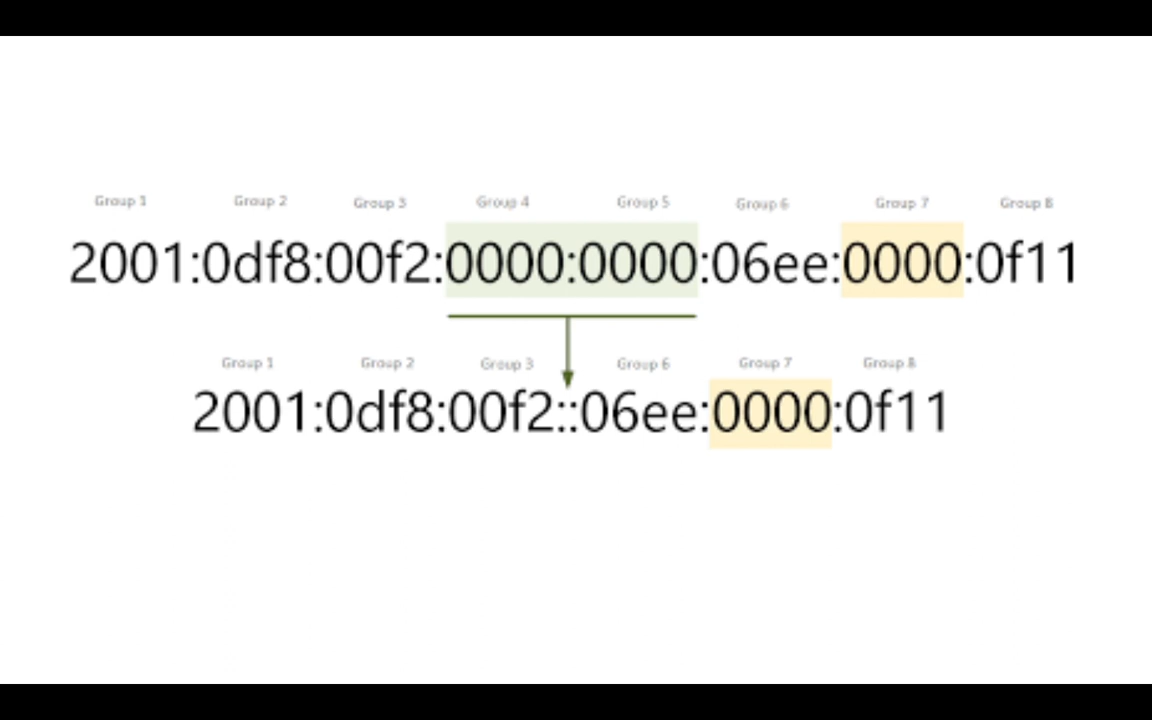 Group 1 Group 2 Group 3 Group 4 Group 5 Group 6 Group 7 Group 8
2001:0df8:00f2:0000:0000:06ee:0000:0f11
Group 1 Group 2 Group 3 Group 6 Group 7 Group 8
2001:0df8:00f2::06ee:0000:0f11